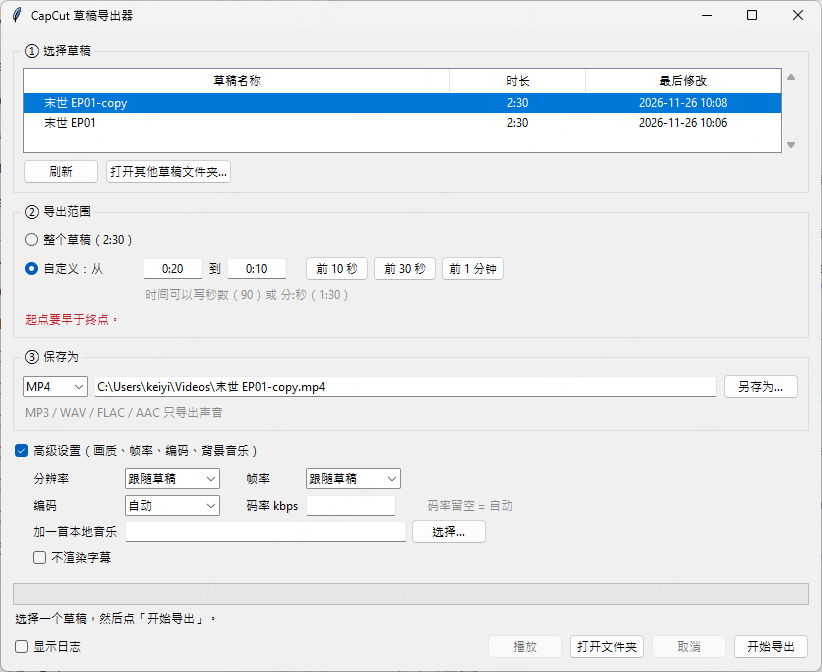 CapCut 草稿导出器
① 选择草稿
草稿名称 时长 最后修改
末世 EP01-copy 2:30 2026-11-26 10:08
末世 EP01 2:30 2026-11-26 10:06
刷新 打开其他草稿文件夹...
② 导出范围
整个草稿（2:30）
自定义：从 0:20 到 0:10 前 10 秒 前 30 秒 前 1 分钟
时间可以写秒数（90）或 分:秒（1:30）
起点要早于终点。
③ 保存为
MP4 C:\Users\keiyi\Videos\末世 EP01-copy.mp4 另存为...
MP3 / WAV / FLAC / AAC 只导出声音
高级设置（画质、帧率、编码、背景音乐）
分辨率 跟随草稿 帧率 跟随草稿
编码 自动 码率 kbps 码率留空 = 自动
加一首本地音乐 选择...
不渲染字幕
选择一个草稿，然后点「开始导出」。
显示日志 播放 打开文件夹 取消 开始导出